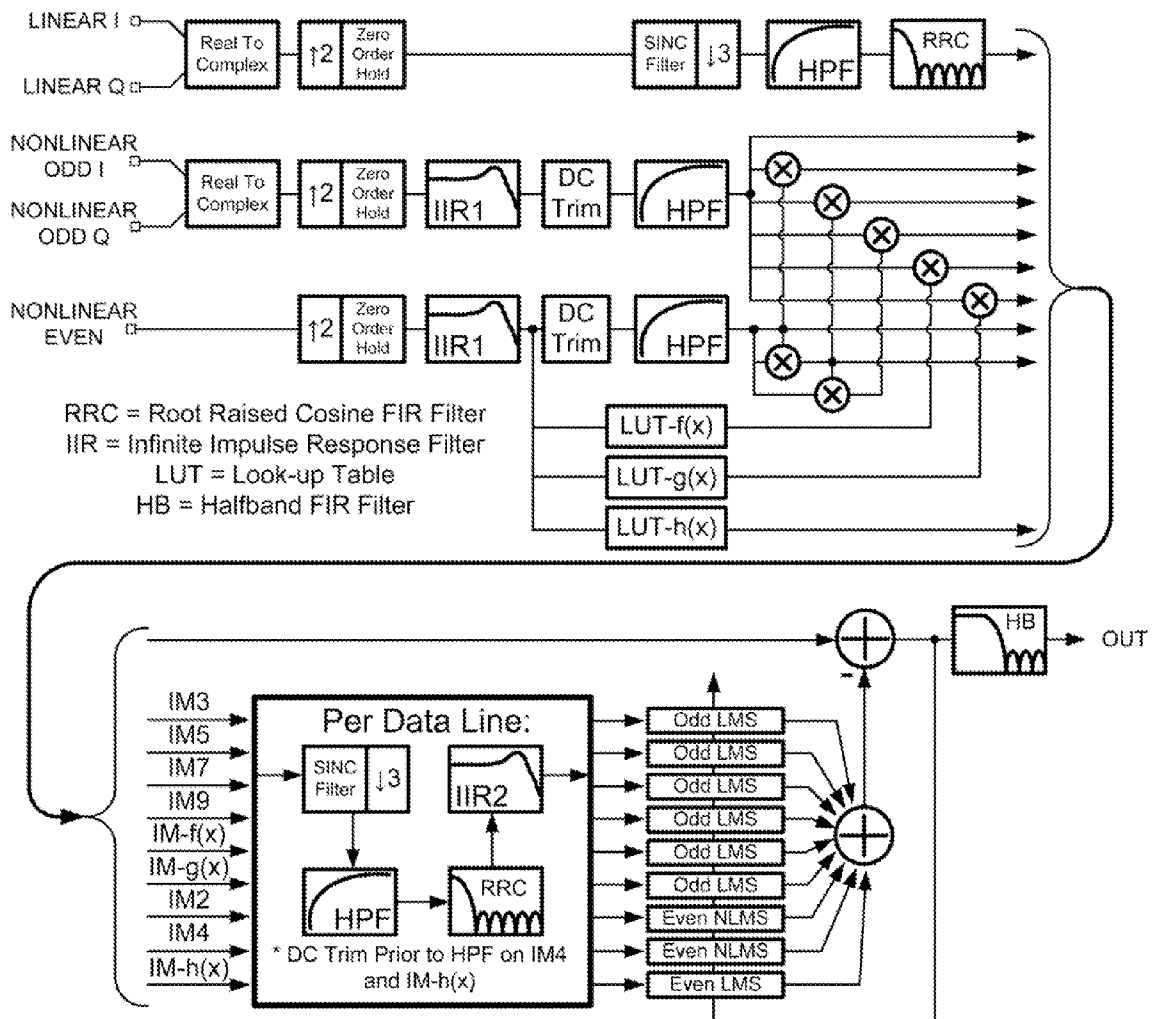 LINEAR I
LINEAR Q
Real To
Complex
↑2
Zero
Order
Hold
SINC
Filter
↓3
HPF
RRC
NONLINEAR
ODD I
NONLINEAR
ODD Q
Real To
Complex
↑2
Zero
Order
Hold
IIR1
DC
Trim
HPF
NONLINEAR
EVEN
↑2
Zero
Order
Hold
IIR1
DC
Trim
HPF
RRC = Root Raised Cosine FIR Filter
IIR = Infinite Impulse Response Filter
LUT = Look-up Table
HB = Halfband FIR Filter
LUT-f(x)
LUT-g(x)
LUT-h(x)
HB
OUT
-
IM3
IM5
IM7
IM9
IM-f(x)
IM-g(x)
IM2
IM4
IM-h(x)
Per Data Line:
SINC
Filter
↓3
IIR2
HPF
RRC
* DC Trim Prior to HPF on IM4
and IM-h(x)
Odd LMS
Odd LMS
Odd LMS
Odd LMS
Odd LMS
Odd LMS
Even NLMS
Even NLMS
Even LMS